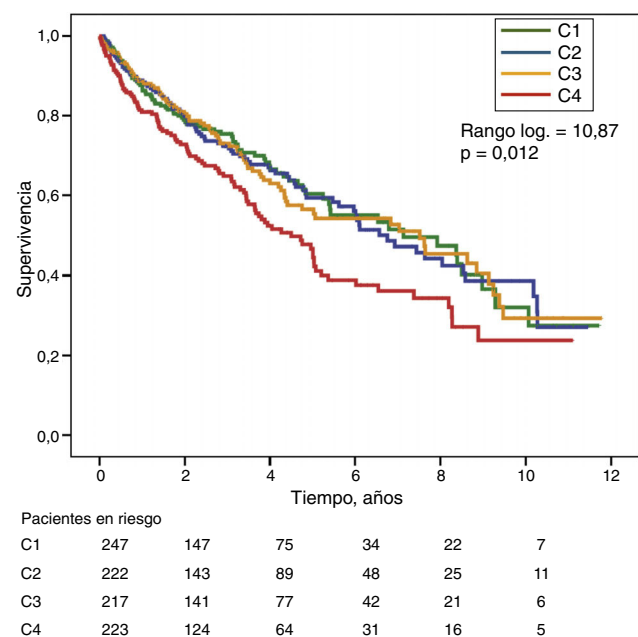 C1
C2
C3
C4
Rango log. = 10,87
p = 0,012
Supervivencia
1,0
0,8
0,6
0,4
0,2
0,0
0 2 4 6 8 10 12
Tiempo, años
Pacientes en riesgo
C1 247 147 75 34 22 7
C2 222 143 89 48 25 11
C3 217 141 77 42 21 6
C4 223 124 64 31 16 5